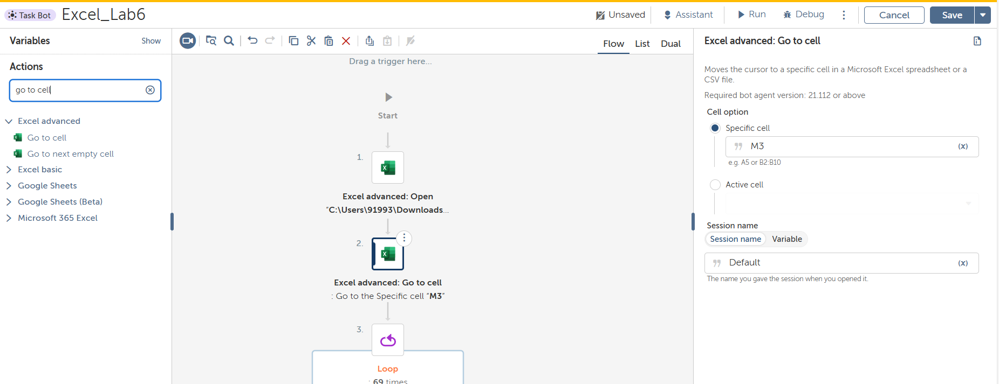 Task Bot Excel_Lab6 Unsaved Assistant Run Debug Cancel Save
Variables Show
Actions
go to cell
Excel advanced
Go to cell
Go to next empty cell
Excel basic
Google Sheets
Google Sheets (Beta)
Microsoft 365 Excel
Flow List Dual
Drag a trigger here...
Start
1.
Excel advanced: Open
“C:\Users\91993\Downloads...
2.
Excel advanced: Go to cell
: Go to the Specific cell “M3”
3.
Loop
: 69 times
Excel advanced: Go to cell
Moves the cursor to a specific cell in a Microsoft Excel spreadsheet or a
CSV file.
Required bot agent version: 21.112 or above
Cell option
Specific cell
M3 (x)
e.g. A5 or B2:B10
Active cell
Session name
Session name Variable
Default (x)
The name you gave the session when you opened it.